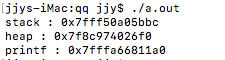 jjys-iMac:qq jjy$ ./a.out
stack : 0x7fff50a05bbc
heap : 0x7f8c974026f0
printf : 0x7fffa66811a0